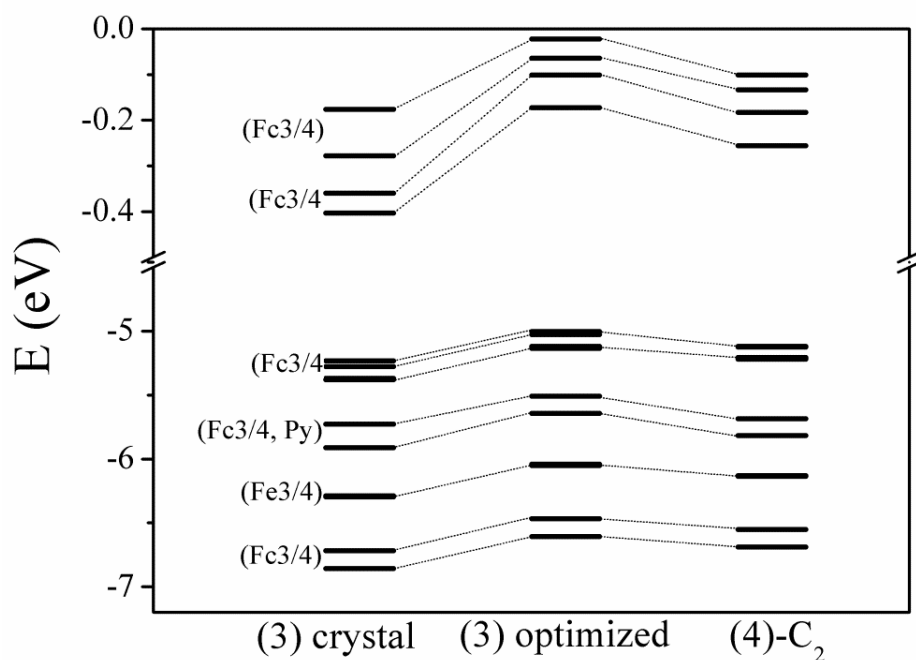 0.0
-0.2
(Fc3/4)
(Fc3/4
-0.4
E (eV)
-5
(Fc3/4
(Fc3/4, Py)
-6
(Fe3/4)
(Fc3/4)
-7
(3) crystal (3) optimized (4)-C₂